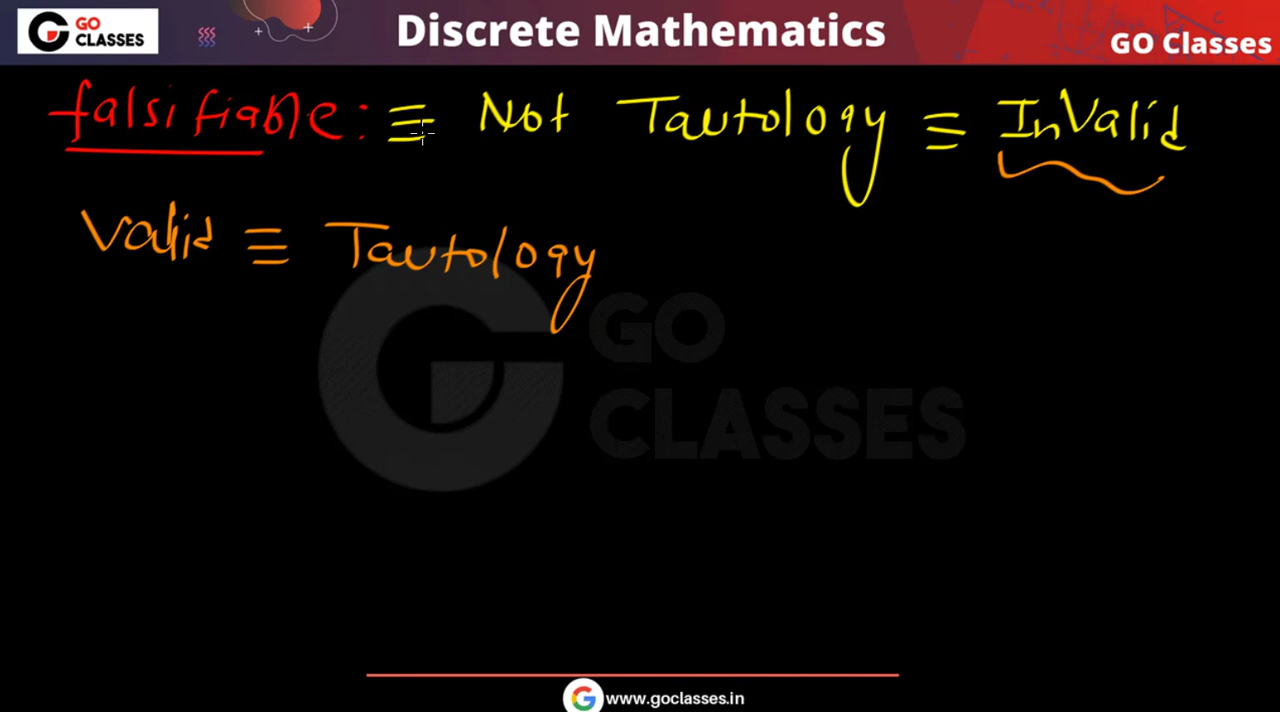 GO
CLASSES
Discrete Mathematics
GO Classes
falsifiable: ≡ Not Tautology ≡ InValid
Valid ≡ Tautology
GO
CLASSES
www.goclasses.in